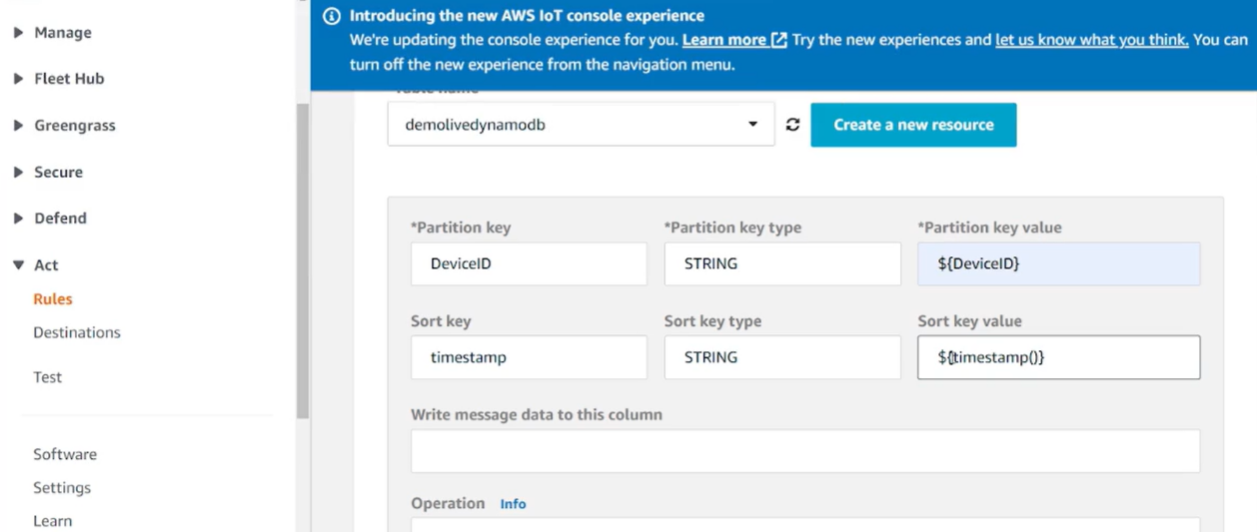 Manage
Fleet Hub
Greengrass
Secure
Defend
Act
Rules
Destinations
Test
Software
Settings
Learn
Introducing the new AWS IoT console experience
We're updating the console experience for you. Learn more Try the new experiences and let us know what you think. You can
turn off the new experience from the navigation menu.
Table name
demolivedynamodb
Create a new resource
*Partition key *Partition key type *Partition key value
DeviceID STRING ${DeviceID}
Sort key Sort key type Sort key value
timestamp STRING ${timestamp()}
Write message data to this column
Operation Info